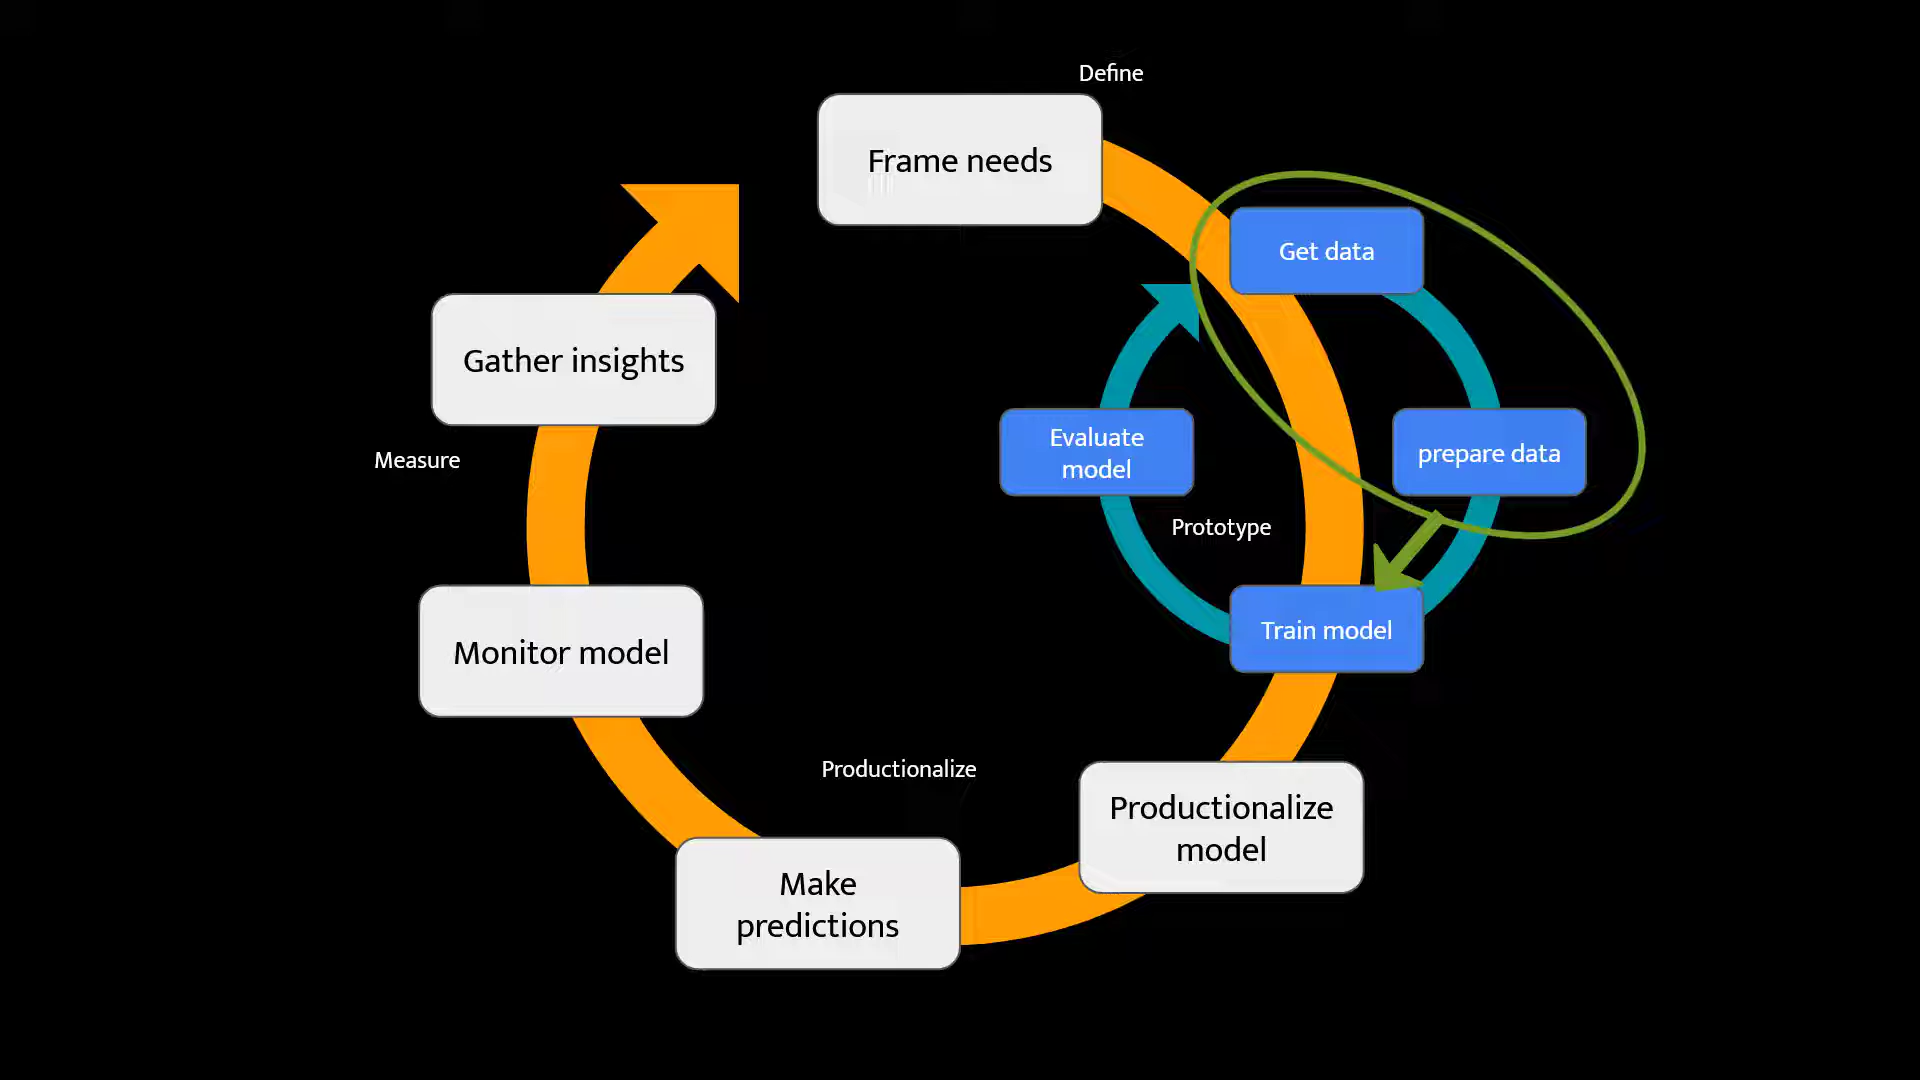 Define
Frame needs
Get data
prepare data
Train model
Evaluate
model
Prototype
Productionalize
model
Productionalize
Make
predictions
Monitor model
Measure
Gather insights